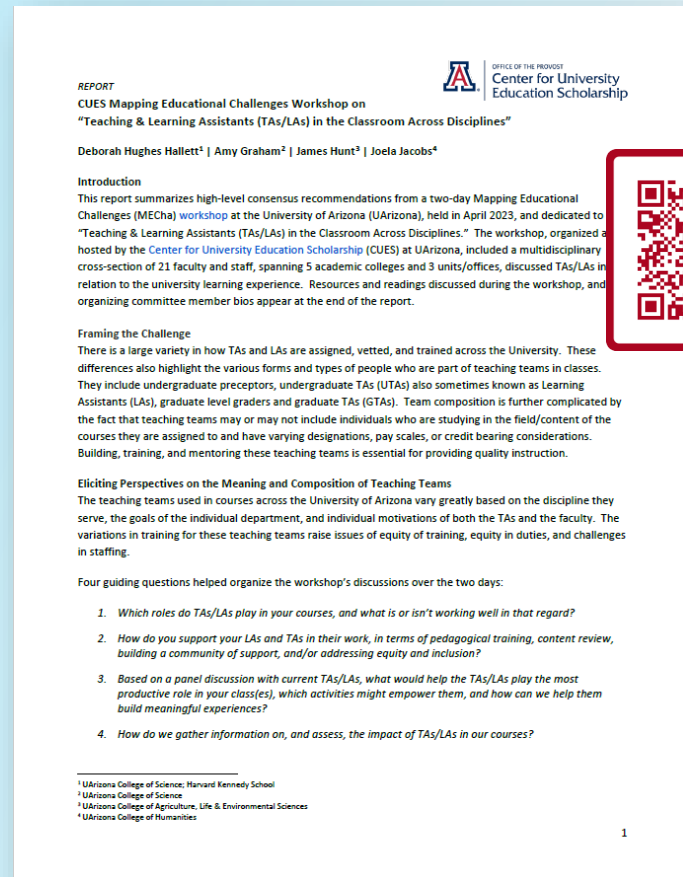 OFFICE OF THE PROVOST
Center for University
Education Scholarship
REPORT
CUES Mapping Educational Challenges Workshop on
“Teaching & Learning Assistants (TAs/LAs) in the Classroom Across Disciplines”
Deborah Hughes Hallett¹ | Amy Graham² | James Hunt³ | Joela Jacobs⁴
Introduction
This report summarizes high-level consensus recommendations from a two-day Mapping Educational
Challenges (MECha) workshop at the University of Arizona (UArizona), held in April 2023, and dedicated to
“Teaching & Learning Assistants (TAs/LAs) in the Classroom Across Disciplines.” The workshop, organized a
hosted by the Center for University Education Scholarship (CUES) at UArizona, included a multidisciplinary
cross-section of 21 faculty and staff, spanning 5 academic colleges and 3 units/offices, discussed TAs/LAs in
relation to the university learning experience. Resources and readings discussed during the workshop, and
organizing committee member bios appear at the end of the report.
Framing the Challenge
There is a large variety in how TAs and LAs are assigned, vetted, and trained across the University. These
differences also highlight the various forms and types of people who are part of teaching teams in classes.
They include undergraduate preceptors, undergraduate TAs (UTAs) also sometimes known as Learning
Assistants (LAs), graduate level graders and graduate TAs (GTAs). Team composition is further complicated by
the fact that teaching teams may or may not include individuals who are studying in the field/content of the
courses they are assigned to and have varying designations, pay scales, or credit bearing considerations.
Building, training, and mentoring these teaching teams is essential for providing quality instruction.
Eliciting Perspectives on the Meaning and Composition of Teaching Teams
The teaching teams used in courses across the University of Arizona vary greatly based on the discipline they
serve, the goals of the individual department, and individual motivations of both the TAs and the faculty. The
variations in training for these teaching teams raise issues of equity of training, equity in duties, and challenges
in staffing.
Four guiding questions helped organize the workshop’s discussions over the two days:
1. Which roles do TAs/LAs play in your courses, and what is or isn’t working well in that regard?
2. How do you support your LAs and TAs in their work, in terms of pedagogical training, content review,
building a community of support, and/or addressing equity and inclusion?
3. Based on a panel discussion with current TAs/LAs, what would help the TAs/LAs play the most
productive role in your class(es), which activities might empower them, and how can we help them
build meaningful experiences?
4. How do we gather information on, and assess, the impact of TAs/LAs in our courses?
¹ UArizona College of Science; Harvard Kennedy School
² UArizona College of Science
³ UArizona College of Agriculture, Life & Environmental Sciences
⁴ UArizona College of Humanities
1